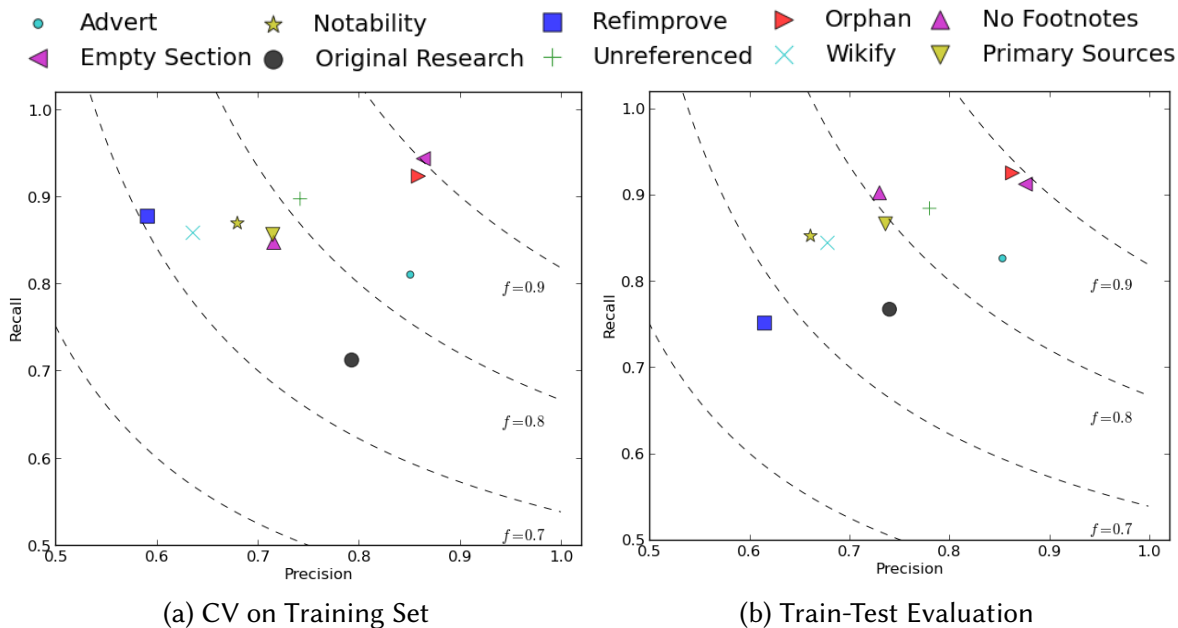 Advert Notability Refimprove Orphan No Footnotes
Empty Section Original Research Unreferenced Wikify Primary Sources
1.0
0.9
0.8
0.7
0.6
0.5
Recall
f=0.9
f=0.8
f=0.7
0.5 0.6 0.7 0.8 0.9 1.0
Precision
(a) CV on Training Set
1.0
0.9
0.8
0.7
0.6
0.5
Recall
f=0.9
f=0.8
f=0.7
0.5 0.6 0.7 0.8 0.9 1.0
Precision
(b) Train-Test Evaluation